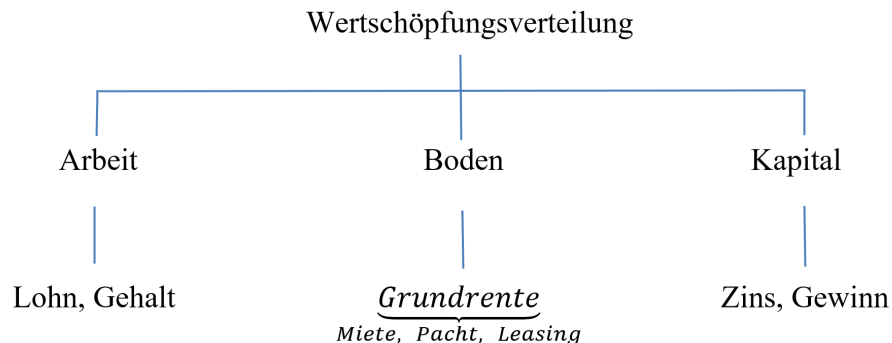 Wertschöpfungsverteilung
Arbeit Boden Kapital
Lohn, Gehalt Grundrente Zins, Gewinn
Miete, Pacht, Leasing